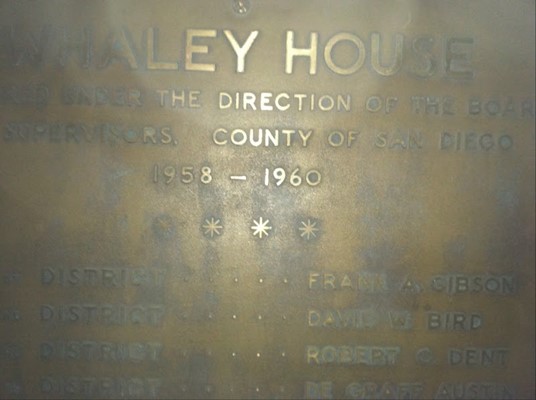 WHALEY HOUSE
UNDER THE DIRECTION OF THE BOAR
SUPERVISORS, COUNTY OF SAN DIEGO
1958 — 1960
* * * *
DISTRICT · · · · FRANK A. GIBSON
DISTRICT · · · · DAVID W. BIRD
DISTRICT · · · · ROBERT C. DENT
DISTRICT · · · · DE GRAFF AUSTIN